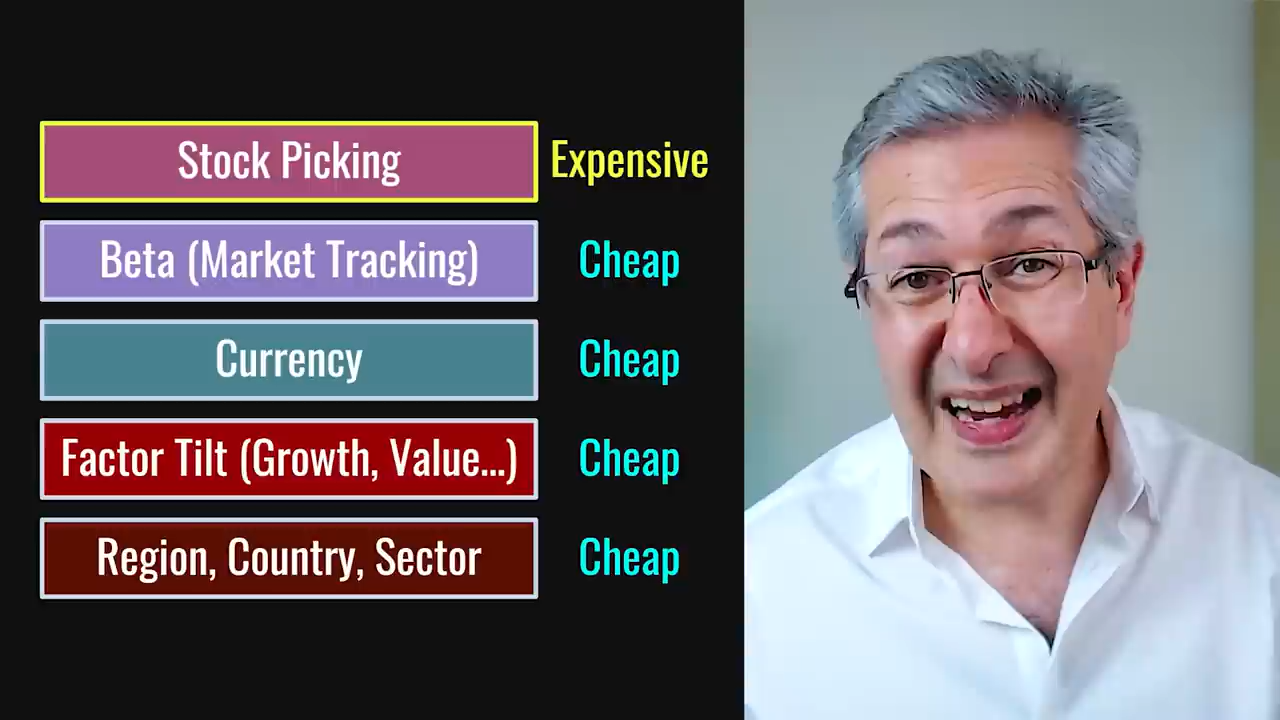 Stock Picking Expensive
Beta (Market Tracking) Cheap
Currency Cheap
Factor Tilt (Growth, Value...) Cheap
Region, Country, Sector Cheap